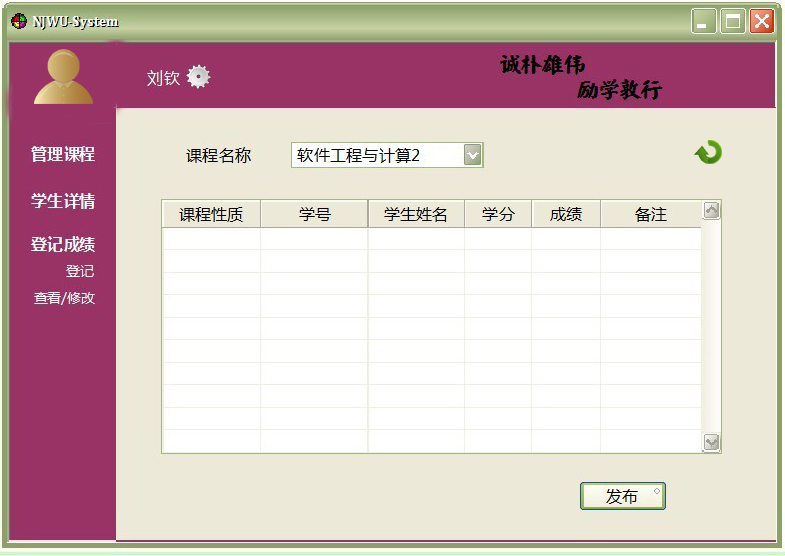 NJWU-System
刘钦
诚朴雄伟
励学敦行
管理课程
学生详情
登记成绩
登记
查看/修改
课程名称 软件工程与计算2
课程性质 学号 学生姓名 学分 成绩 备注
发布